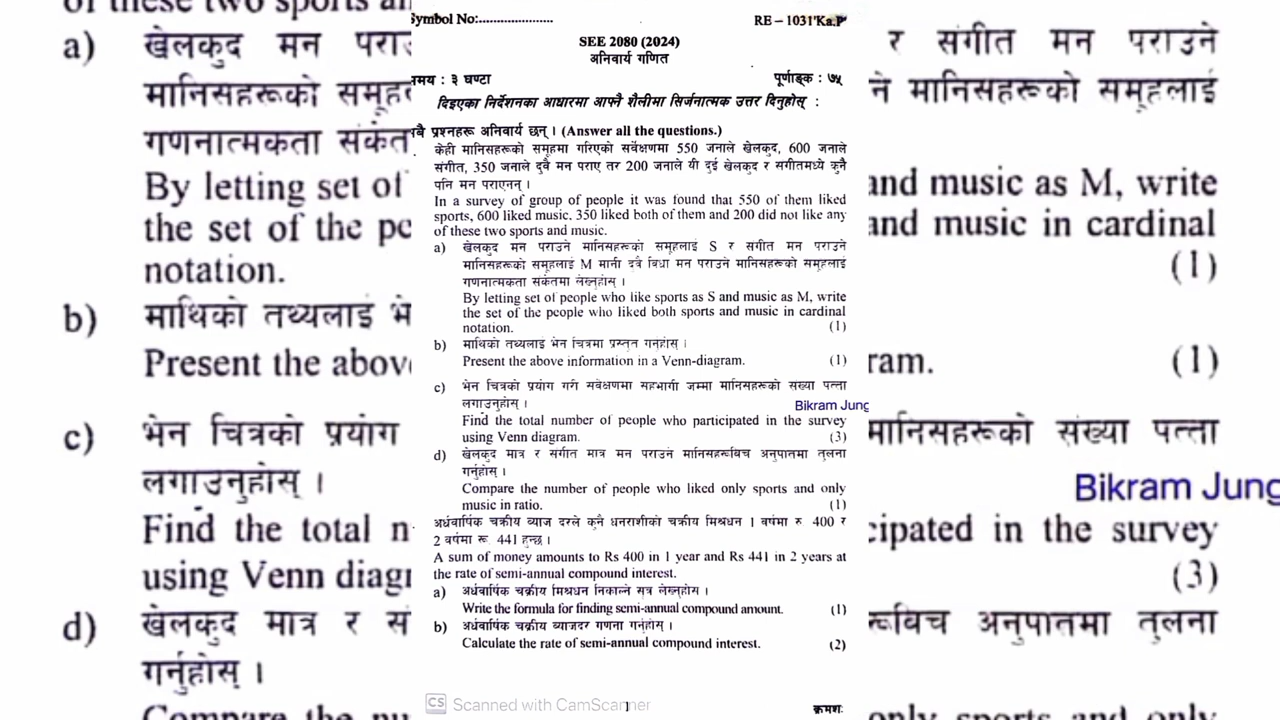 Symbol No:......................
RE – 1031'Ka.P'
SEE 2080 (2024)
अनिवार्य गणित
समय : ३ घण्टा
पूर्णाङ्क : ७५
दिइएका निर्देशनका आधारमा आफ्नै शैलीमा सिर्जनात्मक उत्तर दिनुहोस् :
सबै प्रश्नहरू अनिवार्य छन् । (Answer all the questions.)
केही मानिसहरूको समूहमा गरिएको सर्वेक्षणमा 550 जनाले खेलकुद, 600 जनाले
संगीत, 350 जनाले दुवै मन पराए तर 200 जनाले यी दुई खेलकुद र संगीतमध्ये कुनै
पनि मन पराएनन् ।
In a survey of group of people it was found that 550 of them liked
sports, 600 liked music, 350 liked both of them and 200 did not like any
of these two sports and music.
a) खेलकुद मन पराउने मानिसहरूको समूहलाई S र संगीत मन पराउने
मानिसहरूको समूहलाई M मानी दुवै विधा मन पराउने मानिसहरूको समूहलाई
गणनात्मकता संकेतमा लेख्नुहोस् ।
By letting set of people who like sports as S and music as M, write
the set of the people who liked both sports and music in cardinal
notation. (1)
b) माथिको तथ्यलाई भेन चित्रमा प्रस्तुत गर्नुहोस् ।
Present the above information in a Venn-diagram. (1)
c) भेन चित्रको प्रयोग गरी सर्वेक्षणमा सहभागी जम्मा मानिसहरूको संख्या पत्ता
लगाउनुहोस् ।
Bikram Jung
Find the total number of people who participated in the survey
using Venn diagram. (3)
d) खेलकुद मात्र र संगीत मात्र मन पराउने मानिसहरूबिच अनुपातमा तुलना
गर्नुहोस् ।
Compare the number of people who liked only sports and only
music in ratio. (1)
अर्धवार्षिक चक्रीय ब्याज दरले कुनै धनराशीको चक्रीय मिश्रधन 1 वर्षमा रु 400 र
2 वर्षमा रू 441 हुन्छ ।
A sum of money amounts to Rs 400 in 1 year and Rs 441 in 2 years at
the rate of semi-annual compound interest.
a) अर्धवार्षिक चक्रीय मिश्रधन निकाल्ने सूत्र लेख्नुहोस ।
Write the formula for finding semi-annual compound amount. (1)
b) अर्धवार्षिक चक्रीय ब्याजदर गणना गर्नुहोस् ।
Calculate the rate of semi-annual compound interest. (2)
CS Scanned with CamScanner
1
क्रमशः